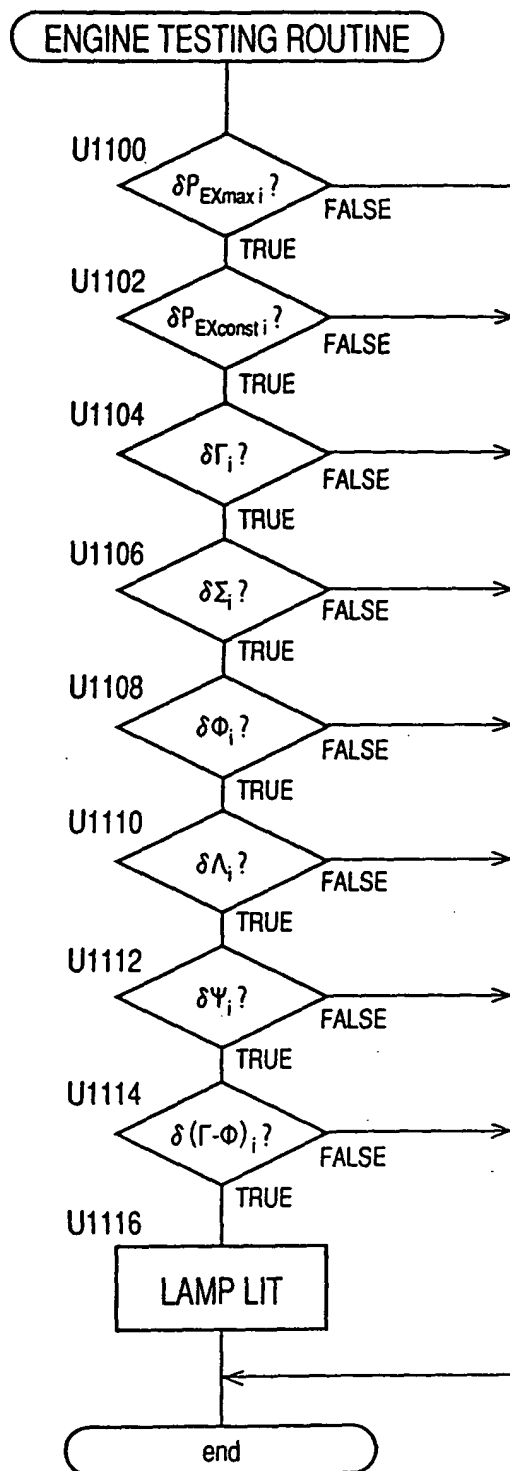 ENGINE TESTING ROUTINE
U1100
δP_EXmax i?
FALSE
TRUE
U1102
δP_EXconst i?
FALSE
TRUE
U1104
δΓ_i?
FALSE
TRUE
U1106
δΣ_i?
FALSE
TRUE
U1108
δΦ_i?
FALSE
TRUE
U1110
δΛ_i?
FALSE
TRUE
U1112
δΨ_i?
FALSE
TRUE
U1114
δ(Γ-Φ)_i?
FALSE
TRUE
U1116
LAMP LIT
end